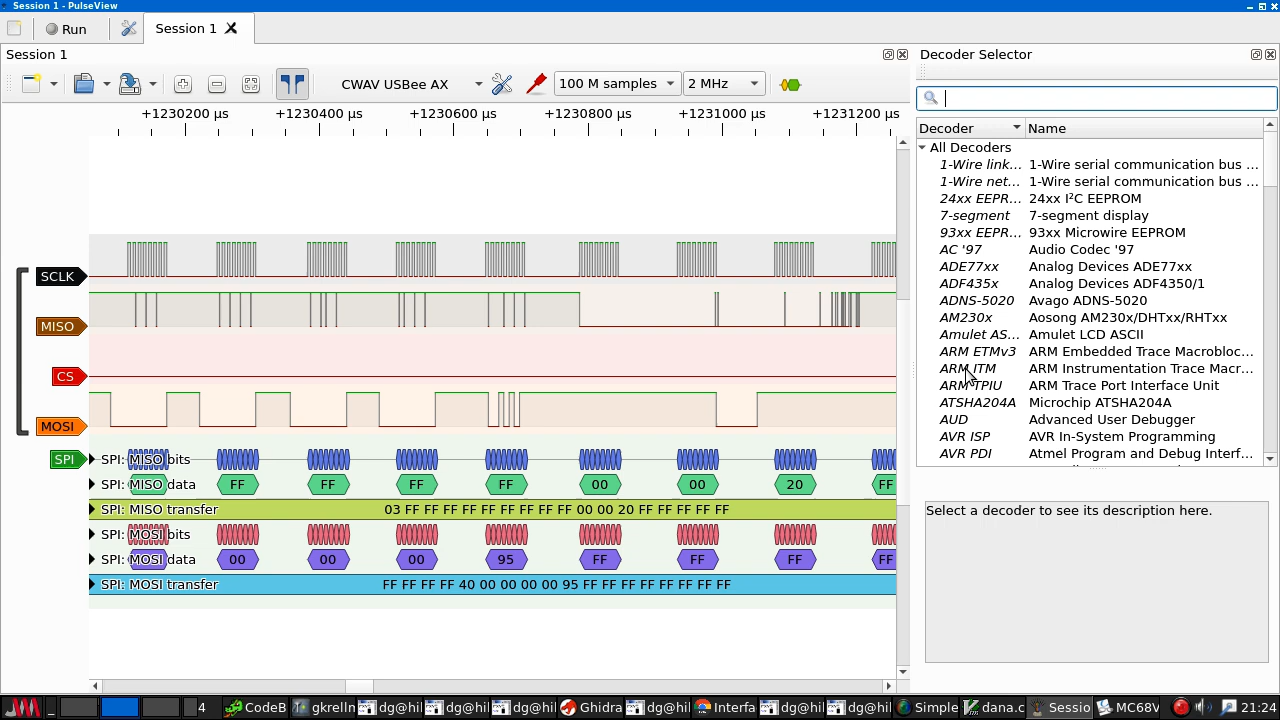 Session 1 - PulseView
Run
Session 1
Session 1
Decoder Selector
CWAV USBee AX
100 M samples
2 MHz
+1230200 µs
+1230400 µs
+1230600 µs
+1230800 µs
+1231000 µs
+1231200 µs
SCLK
MISO
CS
MOSI
SPI
SPI: MISO bits
SPI: MISO data
FF
FF
FF
FF
00
00
20
FF
SPI: MISO transfer
03 FF FF FF FF FF FF FF FF FF 00 00 20 FF FF FF FF FF
SPI: MOSI bits
SPI: MOSI data
00
00
00
95
FF
FF
FF
FF
SPI: MOSI transfer
FF FF FF FF 40 00 00 00 00 95 FF FF FF FF FF FF FF FF
Decoder Name
All Decoders
1-Wire link... 1-Wire serial communication bus ...
1-Wire net... 1-Wire serial communication bus ...
24xx EEPR... 24xx I²C EEPROM
7-segment 7-segment display
93xx EEPR... 93xx Microwire EEPROM
AC '97 Audio Codec '97
ADE77xx Analog Devices ADE77xx
ADF435x Analog Devices ADF4350/1
ADNS-5020 Avago ADNS-5020
AM230x Aosong AM230x/DHTxx/RHTxx
Amulet AS... Amulet LCD ASCII
ARM ETMv3 ARM Embedded Trace Macrobloc...
ARM ITM ARM Instrumentation Trace Macr...
ARM TPIU ARM Trace Port Interface Unit
ATSHA204A Microchip ATSHA204A
AUD Advanced User Debugger
AVR ISP AVR In-System Programming
AVR PDI Atmel Program and Debug Interf...
Select a decoder to see its description here.
4
CodeB
gkrelln
dg@hil
dg@hil
dg@hil
Ghidra
dg@hil
Interfa
dg@hil
dg@hil
Simple
dana.c
Sessio
MC68V
21:24